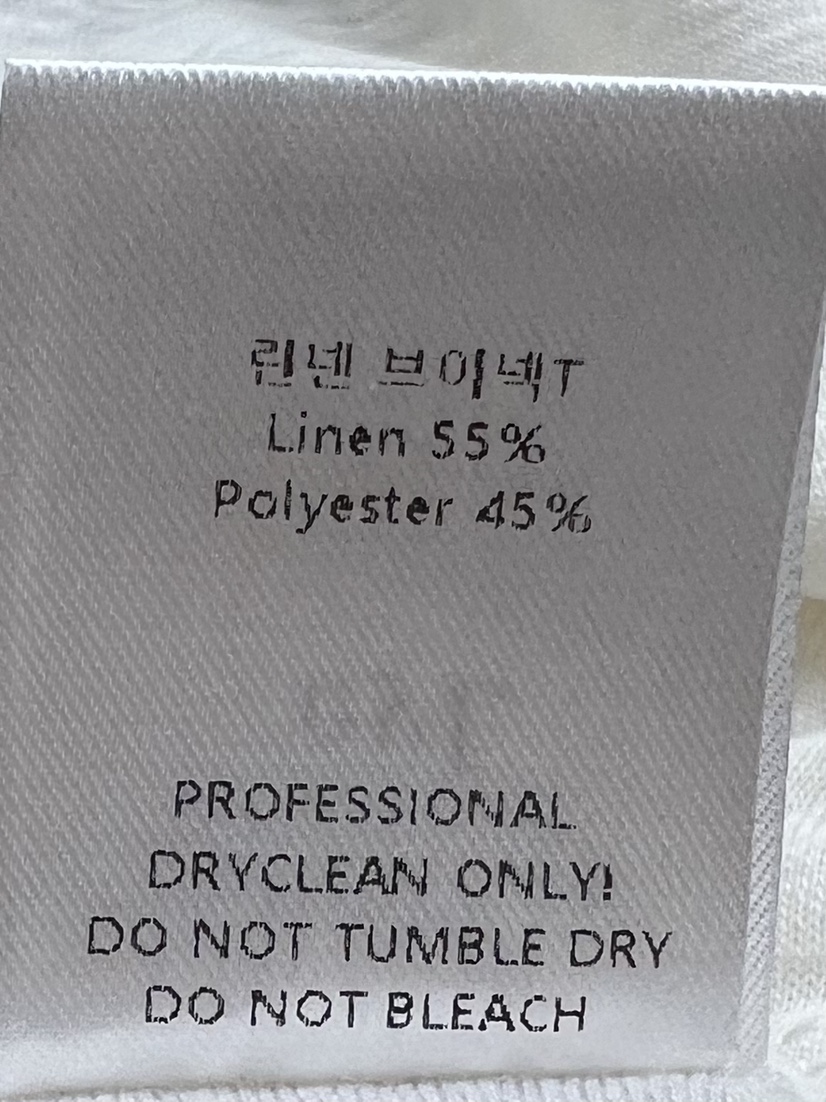 린넨 브이넥T
Linen 55%
Polyester 45%
PROFESSIONAL
DRYCLEAN ONLY!
DO NOT TUMBLE DRY
DO NOT BLEACH